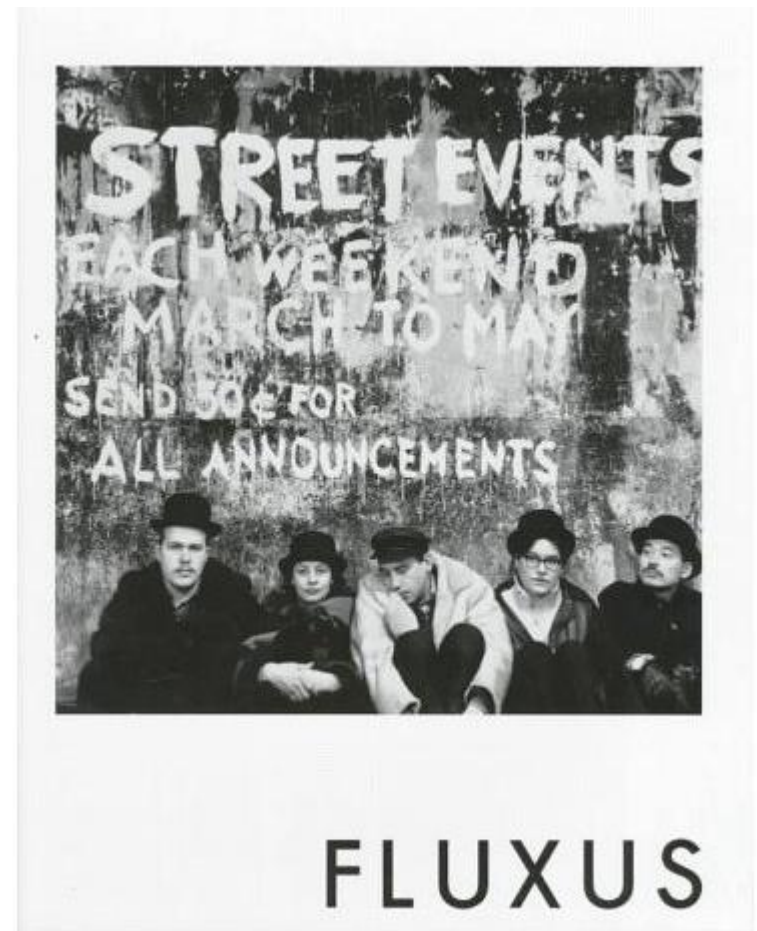 STREET EVENTS
EACH WEEKEND
MARCH TO MAY
SEND 50¢ FOR
ALL ANNOUNCEMENTS
FLUXUS